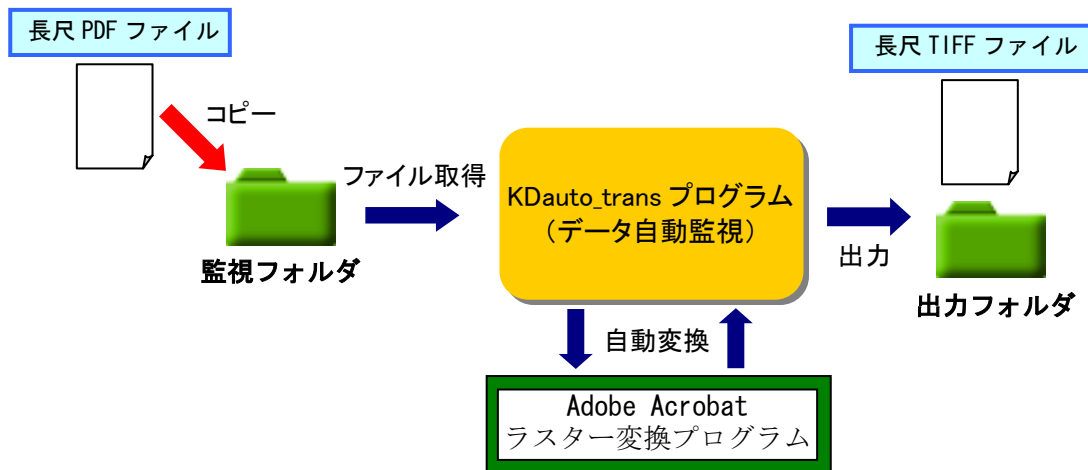 長尺 PDF ファイル
長尺 TIFF ファイル
コピー
ファイル取得
KDauto_trans プログラム
（データ自動監視）
出力
監視フォルダ
出力フォルダ
自動変換
Adobe Acrobat
ラスター変換プログラム